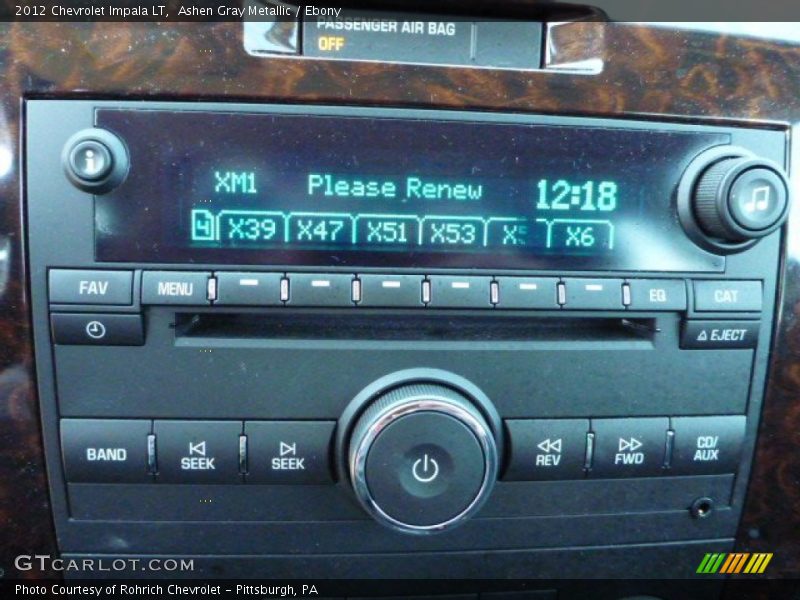 2012 Chevrolet Impala LT, Ashen Gray Metallic / Ebony
PASSENGER AIR BAG
OFF
i
XM1 Please Renew 12:18
4 X39 X47 X51 X53 X6
FAV MENU EQ CAT
EJECT
BAND SEEK SEEK REV FWD CD/
AUX
GTCARLOT.COM
Photo Courtesy of Rohrich Chevrolet - Pittsburgh, PA